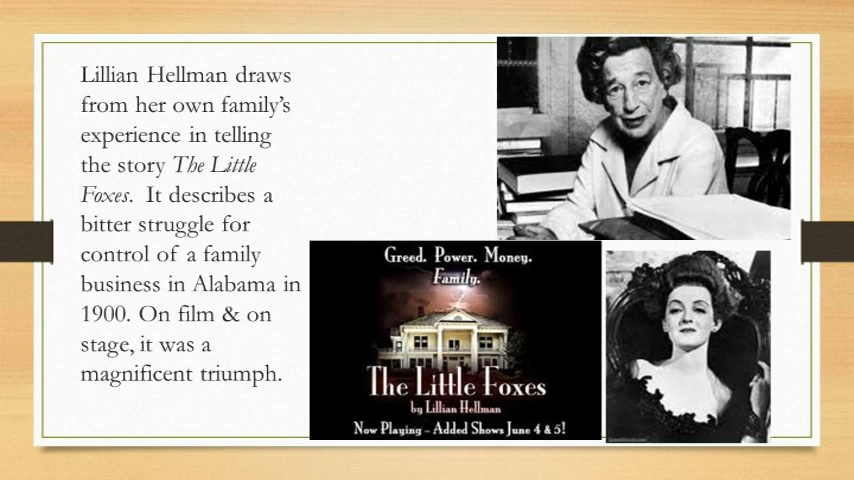 Lillian Hellman draws
from her own family’s
experience in telling
the story The Little
Foxes.  It describes a
bitter struggle for
control of a family
business in Alabama in
1900. On film & on
stage, it was a
magnificent triumph.
Greed. Power. Money.
Family.
The Little Foxes
by Lillian Hellman
Now Playing - Added Shows June 4 & 5!